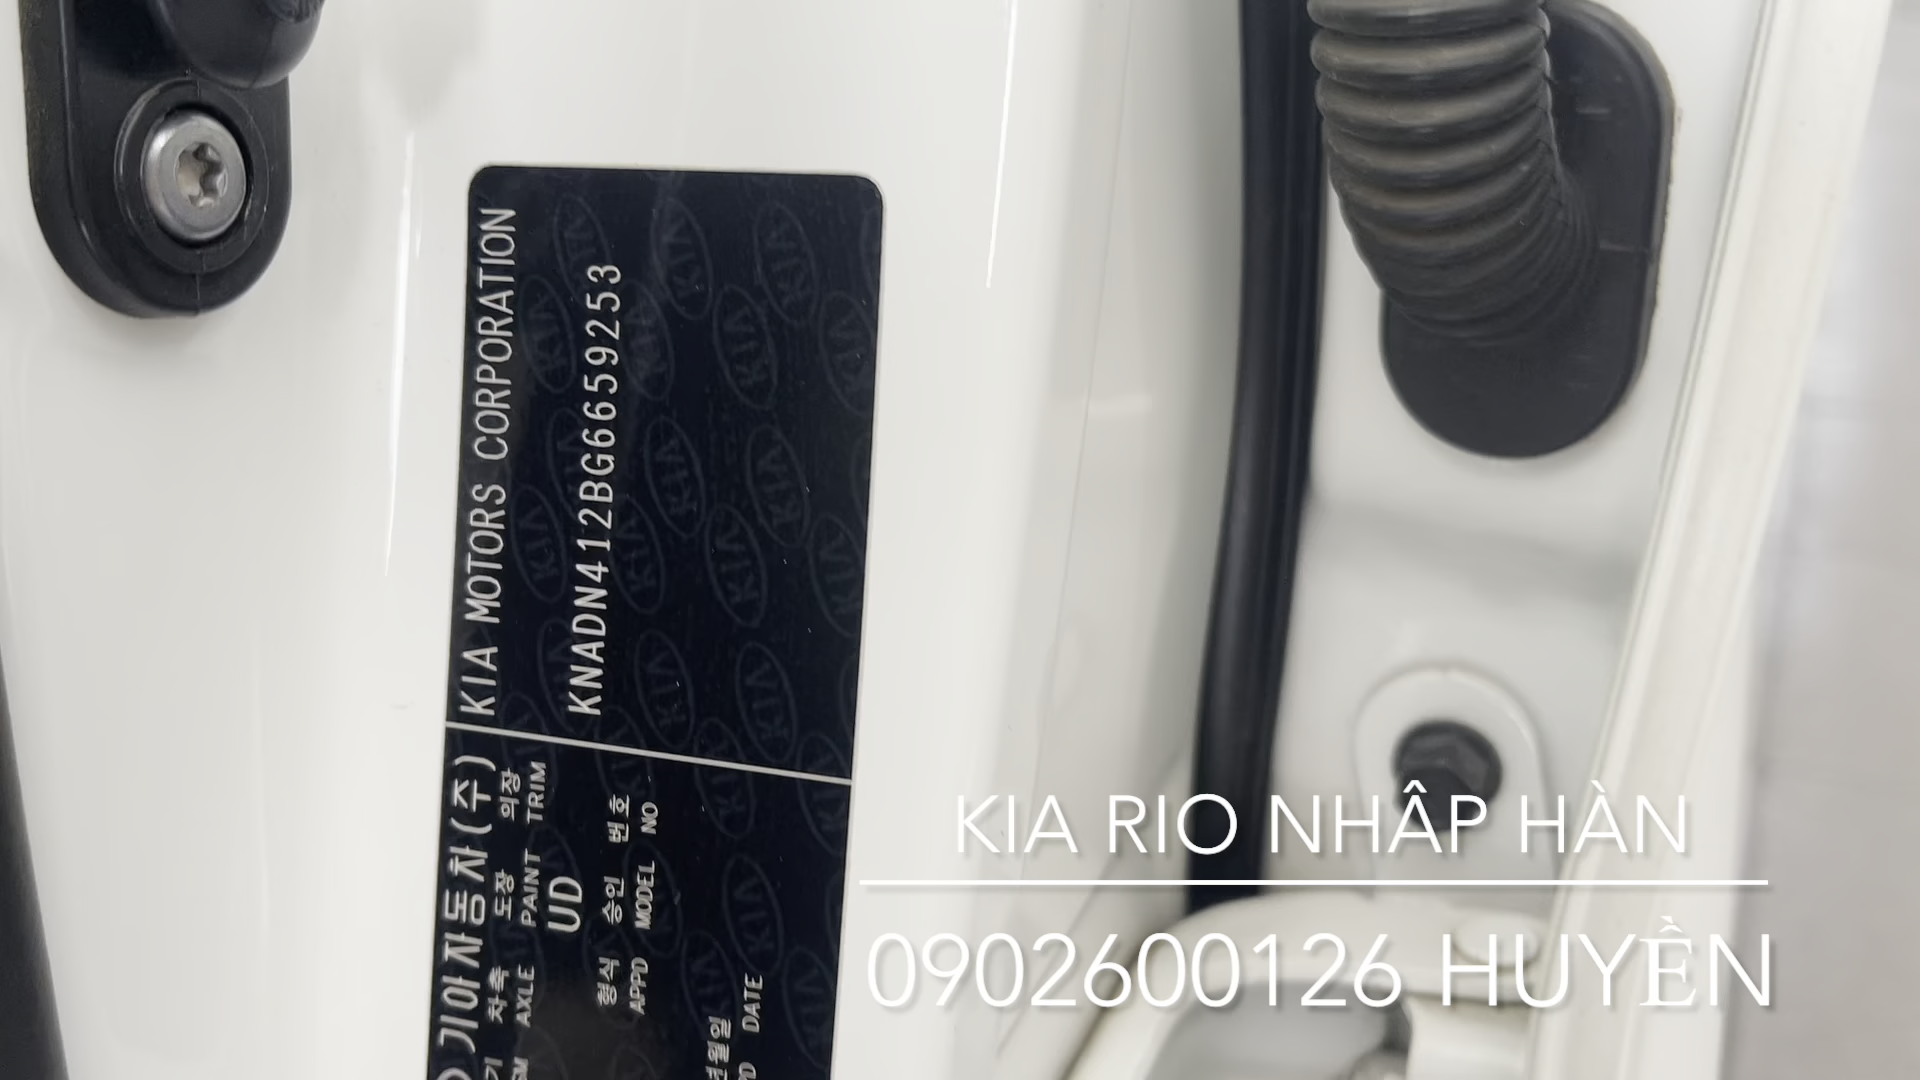 기아자동차(주) KIA MOTORS CORPORATION
차축 도장 의장
AXLE PAINT TRIM
UD
KNADN412BG6659253
형식 승인 번호
APPD MODEL NO
DATE
KIA RIO NHẬP HÀN
0902600126 HUYỀN